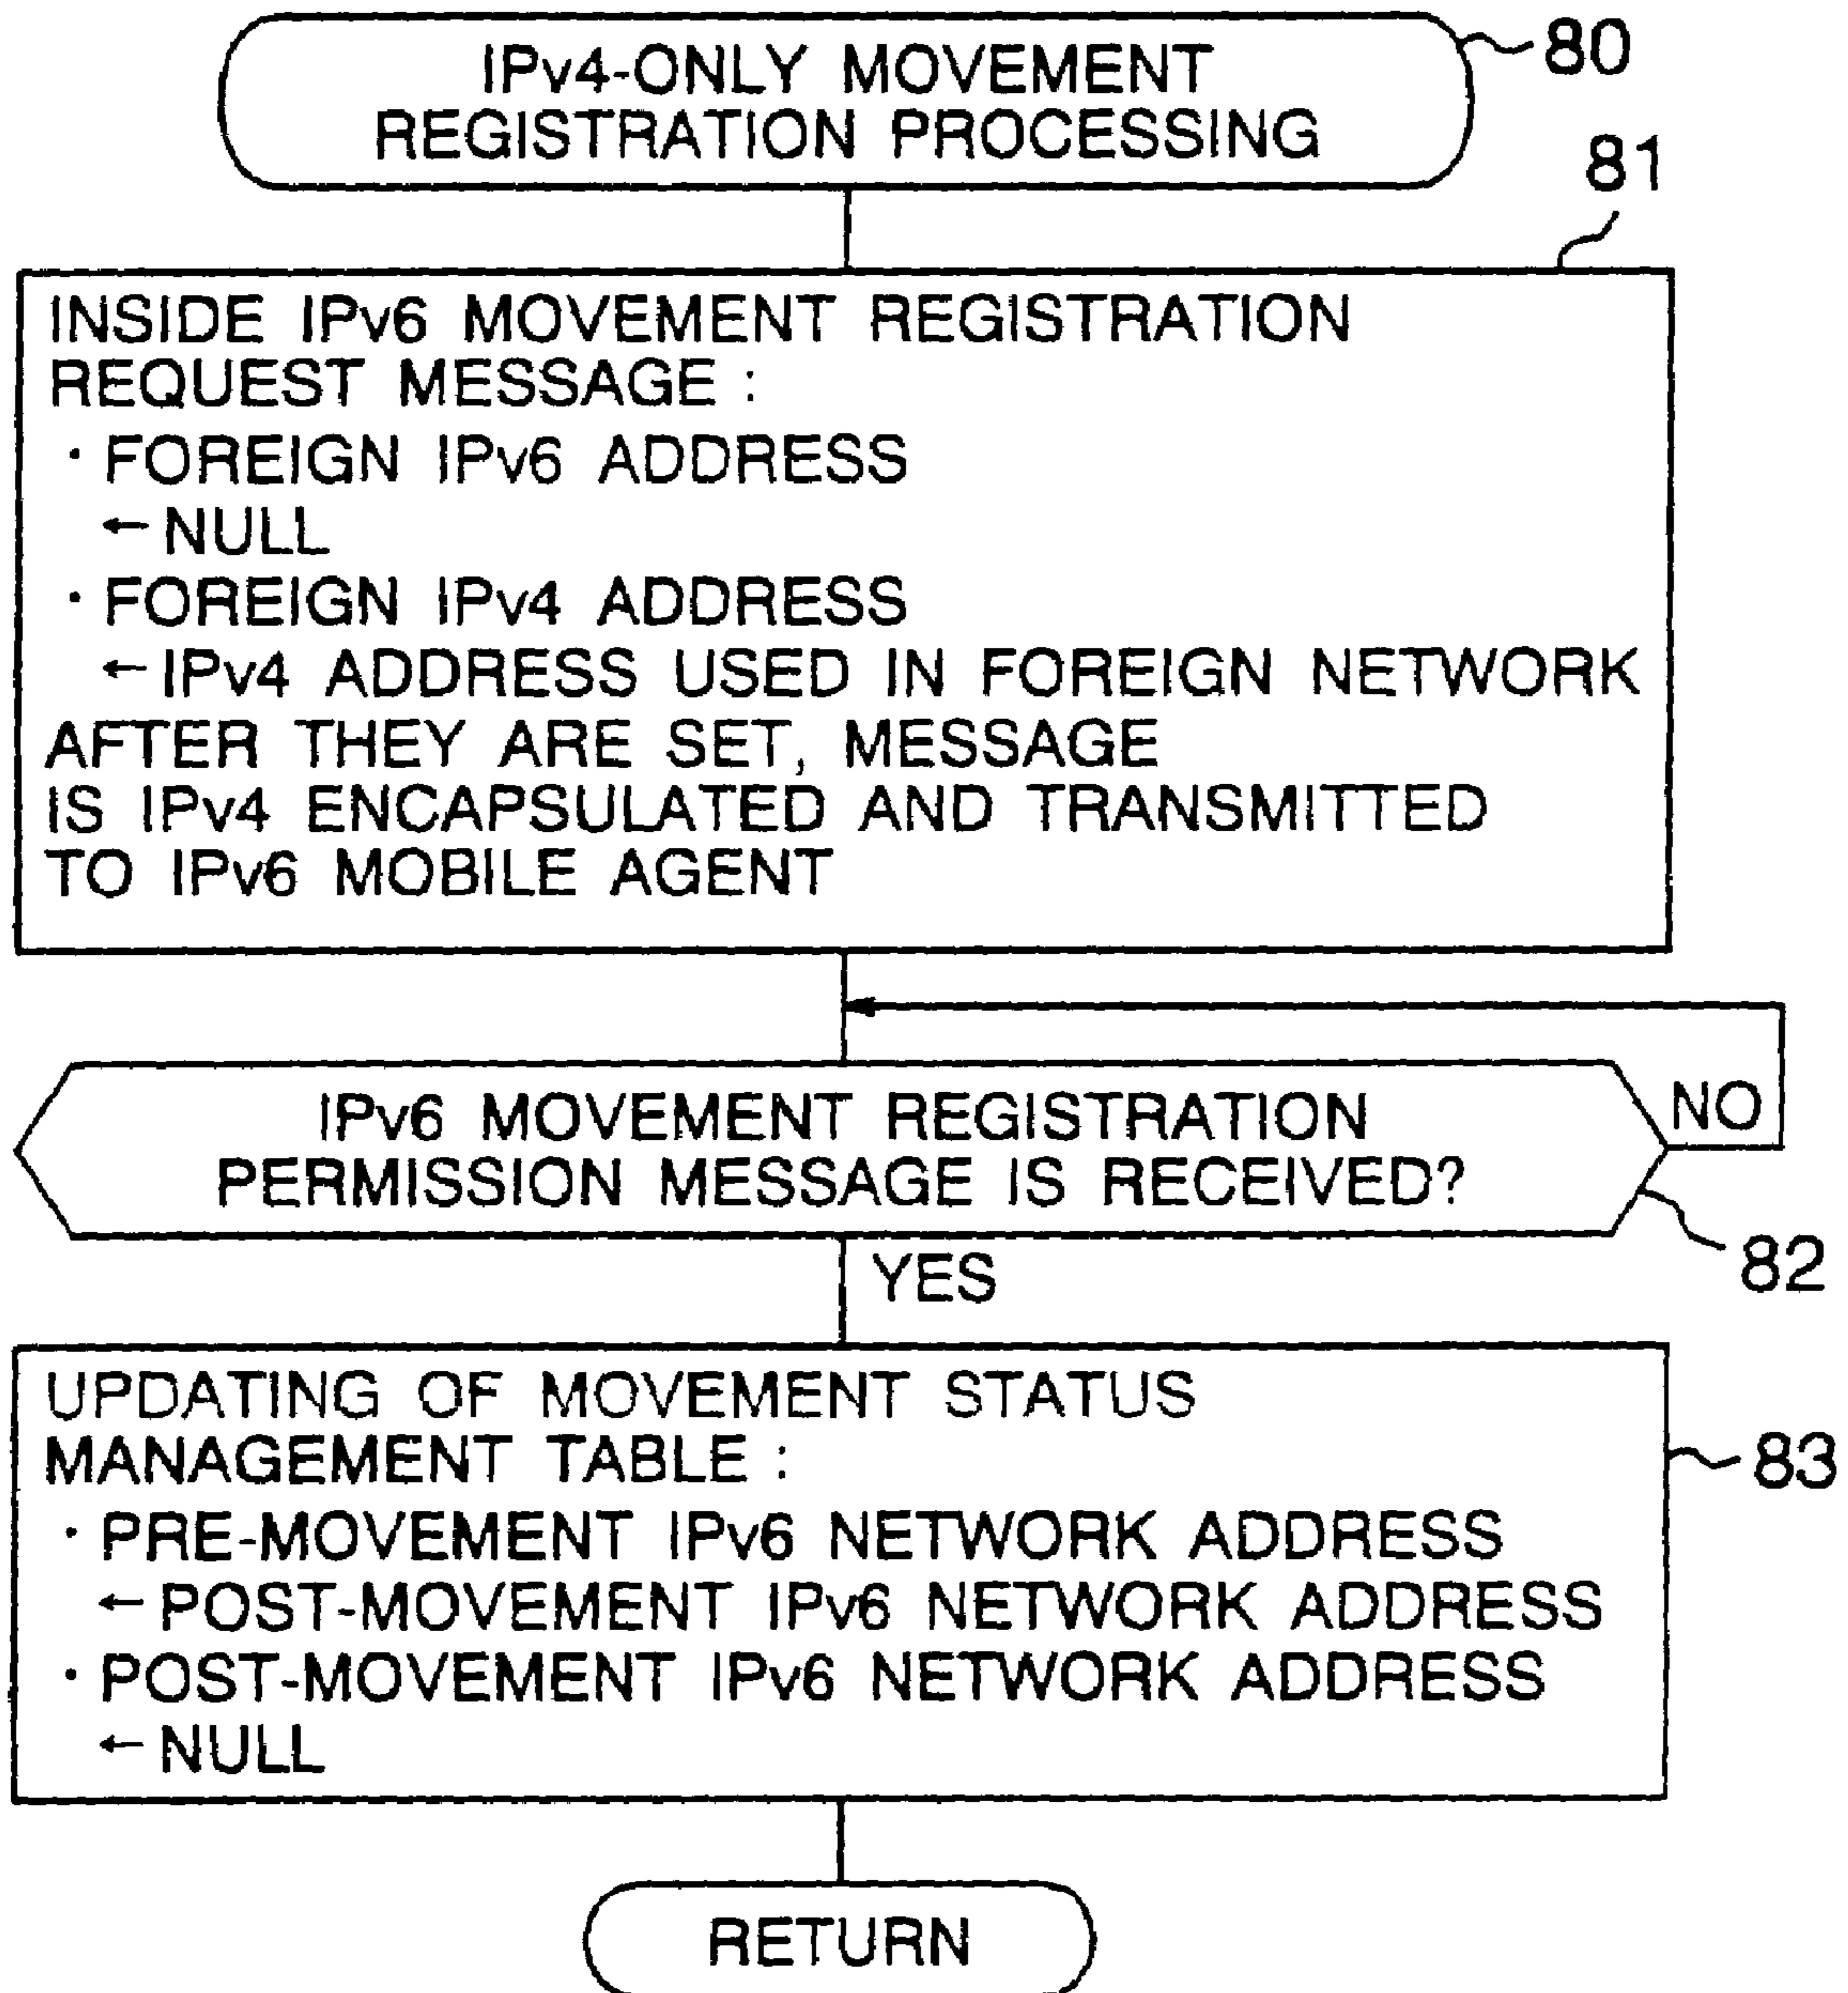 IPv4-ONLY MOVEMENT
REGISTRATION PROCESSING
80
81
INSIDE IPv6 MOVEMENT REGISTRATION
REQUEST MESSAGE :
· FOREIGN IPv6 ADDRESS
← NULL
· FOREIGN IPv4 ADDRESS
← IPv4 ADDRESS USED IN FOREIGN NETWORK
AFTER THEY ARE SET, MESSAGE
IS IPv4 ENCAPSULATED AND TRANSMITTED
TO IPv6 MOBILE AGENT
IPv6 MOVEMENT REGISTRATION
PERMISSION MESSAGE IS RECEIVED?
NO
82
YES
UPDATING OF MOVEMENT STATUS
MANAGEMENT TABLE :
· PRE-MOVEMENT IPv6 NETWORK ADDRESS
← POST-MOVEMENT IPv6 NETWORK ADDRESS
· POST-MOVEMENT IPv6 NETWORK ADDRESS
← NULL
83
RETURN